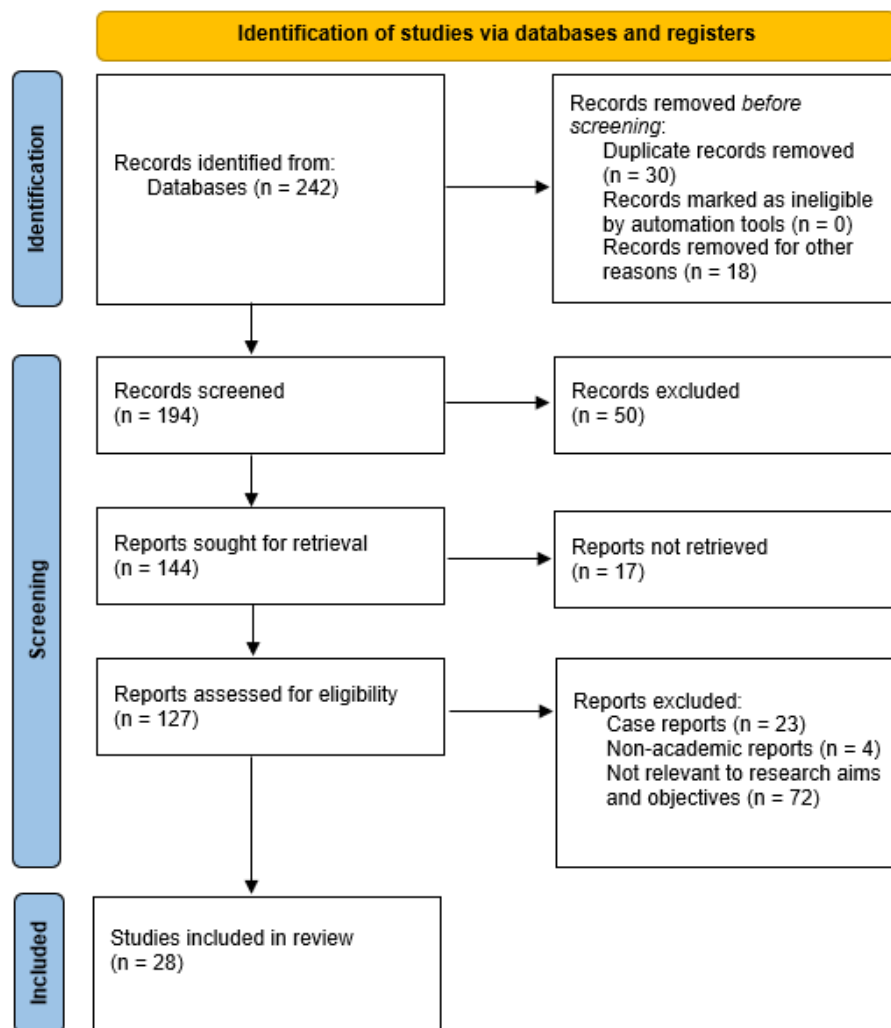 Identification of studies via databases and registers
Identification
Records identified from:
Databases (n = 242)
Records removed before
screening:
Duplicate records removed
(n = 30)
Records marked as ineligible
by automation tools (n = 0)
Records removed for other
reasons (n = 18)
Screening
Records screened
(n = 194)
Records excluded
(n = 50)
Reports sought for retrieval
(n = 144)
Reports not retrieved
(n = 17)
Reports assessed for eligibility
(n = 127)
Reports excluded:
Case reports (n = 23)
Non-academic reports (n = 4)
Not relevant to research aims
and objectives (n = 72)
Included
Studies included in review
(n = 28)